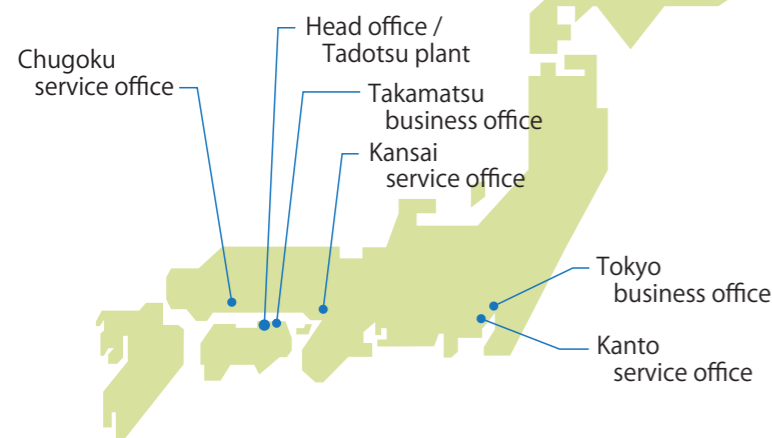 Head office /
Tadotsu plant
Chugoku
service office
Takamatsu
business office
Kansai
service office
Tokyo
business office
Kanto
service office